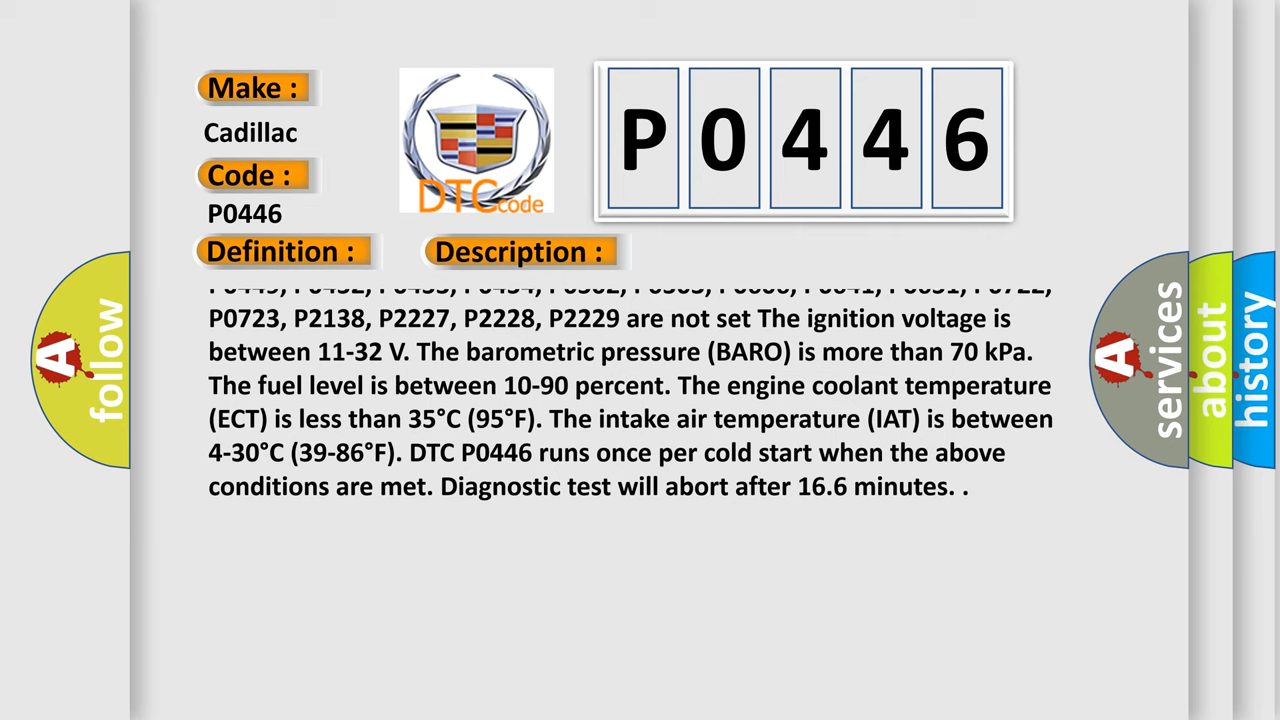 Make :
Cadillac
Code :
P0446
Definition :
Description :
DTC code
P0446
P0723, P2138, P2227, P2228, P2229 are not set The ignition voltage is
between 11-32 V. The barometric pressure (BARO) is more than 70 kPa.
The fuel level is between 10-90 percent. The engine coolant temperature
(ECT) is less than 35°C (95°F). The intake air temperature (IAT) is between
4-30°C (39-86°F). DTC P0446 runs once per cold start when the above
conditions are met. Diagnostic test will abort after 16.6 minutes. .
A follow
A services
about
history